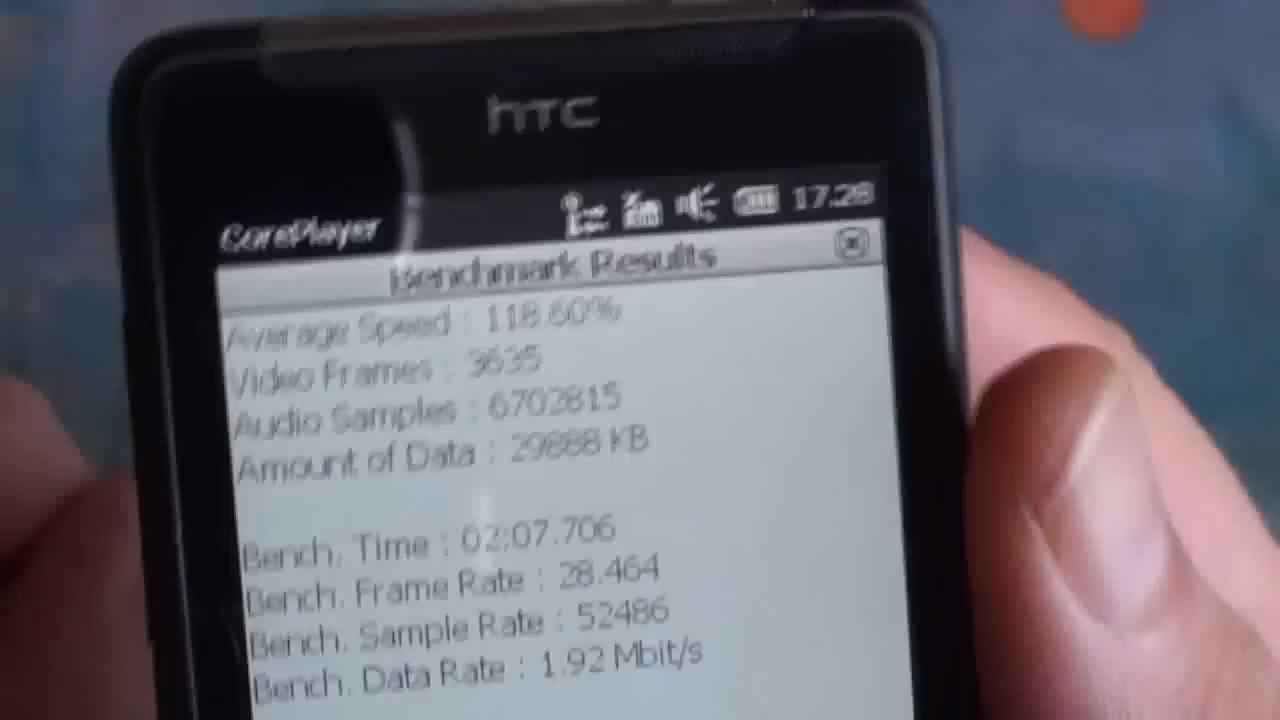 hTC
CorePlayer 17.28
Benchmark Results
Average Speed : 118.60%
Video Frames : 3635
Audio Samples : 6702815
Amount of Data : 29888 KB
Bench. Time : 02:07.706
Bench. Frame Rate : 28.464
Bench. Sample Rate : 52486
Bench. Data Rate : 1.92 Mbit/s